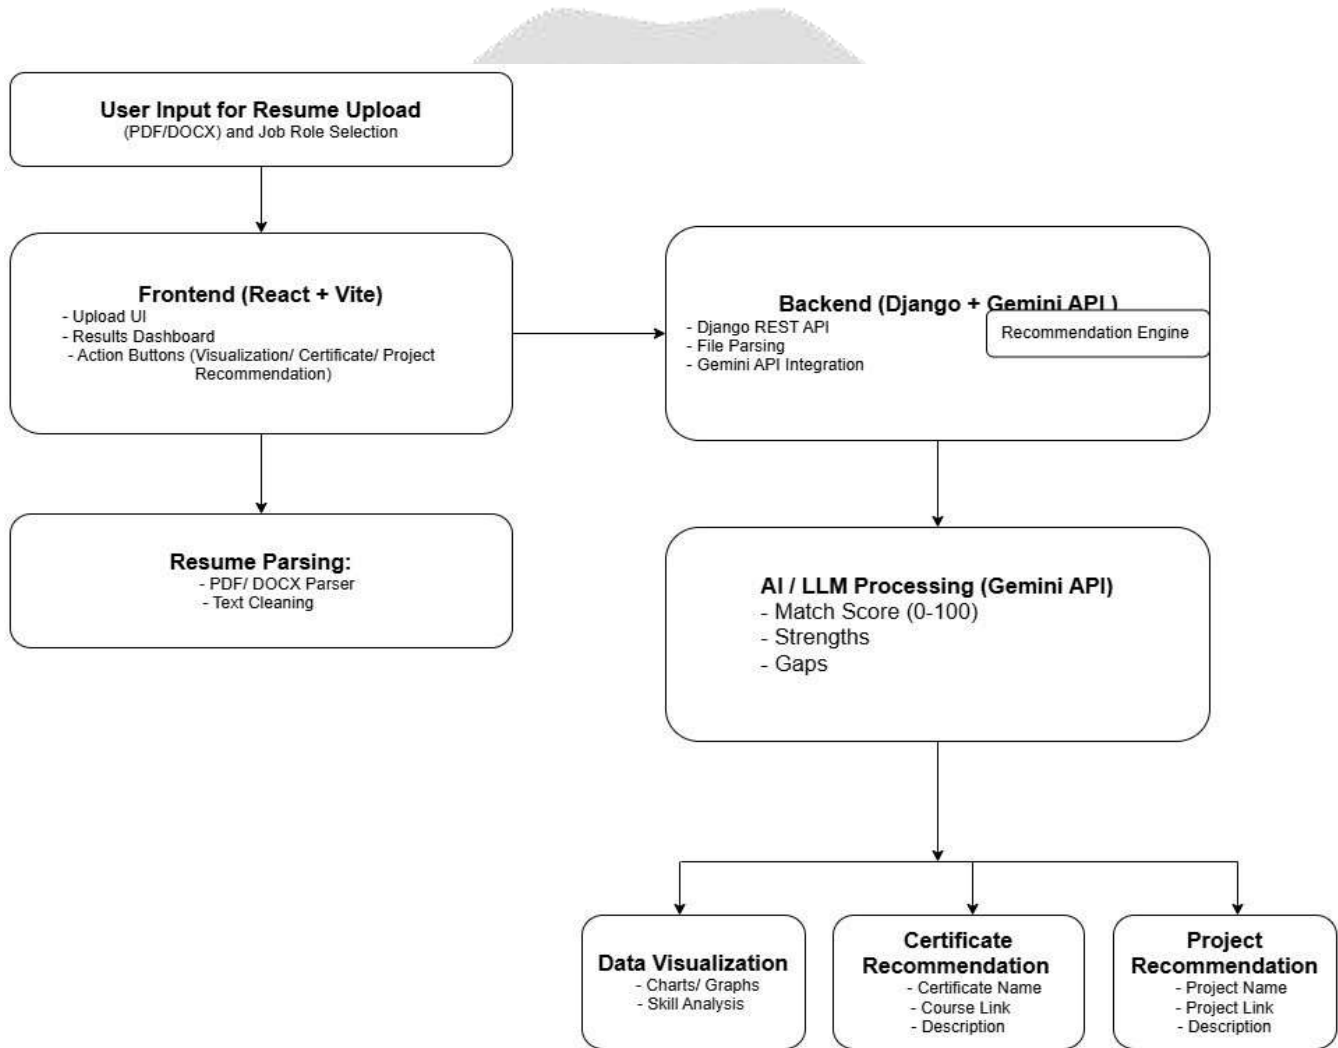 User Input for Resume Upload
(PDF/DOCX) and Job Role Selection
Frontend (React + Vite)
- Upload UI
- Results Dashboard
- Action Buttons (Visualization/ Certificate/ Project
Recommendation)
Backend (Django + Gemini API )
- Django REST API
- File Parsing
- Gemini API Integration
Recommendation Engine
Resume Parsing:
- PDF/ DOCX Parser
- Text Cleaning
AI / LLM Processing (Gemini API)
- Match Score (0-100)
- Strengths
- Gaps
Data Visualization
- Charts/ Graphs
- Skill Analysis
Certificate
Recommendation
- Certificate Name
- Course Link
- Description
Project
Recommendation
- Project Name
- Project Link
- Description